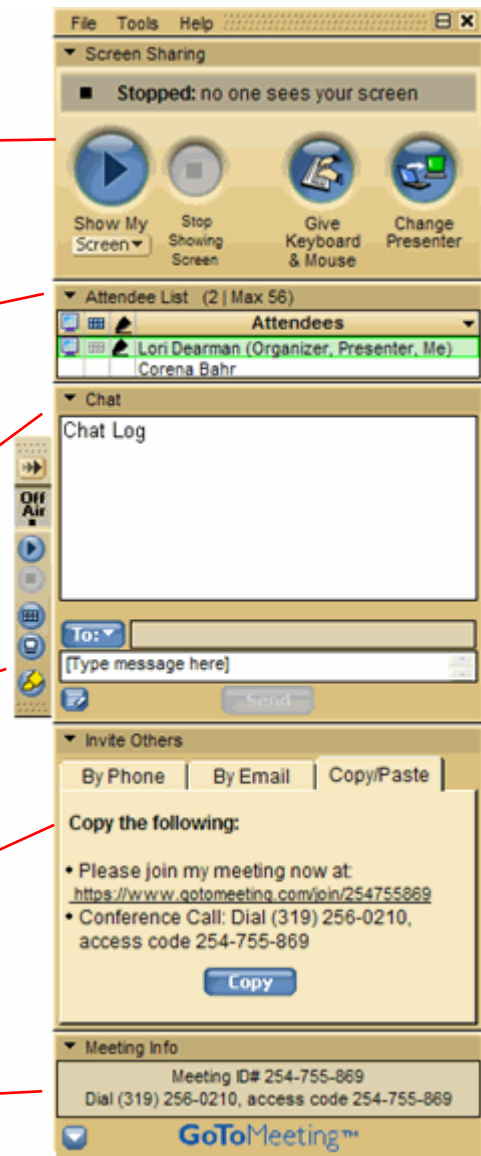 File Tools Help
Screen Sharing
Stopped: no one sees your screen
Show My
Screen
Stop
Showing
Screen
Give
Keyboard
& Mouse
Change
Presenter
Attendee List (2 | Max 56)
Attendees
Lori Dearman (Organizer, Presenter, Me)
Corena Bahr
Chat
Chat Log
Off
Air
To:
[Type message here]
Send
Invite Others
By Phone By Email Copy/Paste
Copy the following:
• Please join my meeting now at:
https://www.gotomeeting.com/join/254755869
• Conference Call: Dial (319) 256-0210,
access code 254-755-869
Copy
Meeting Info
Meeting ID# 254-755-869
Dial (319) 256-0210, access code 254-755-869
GoToMeeting™